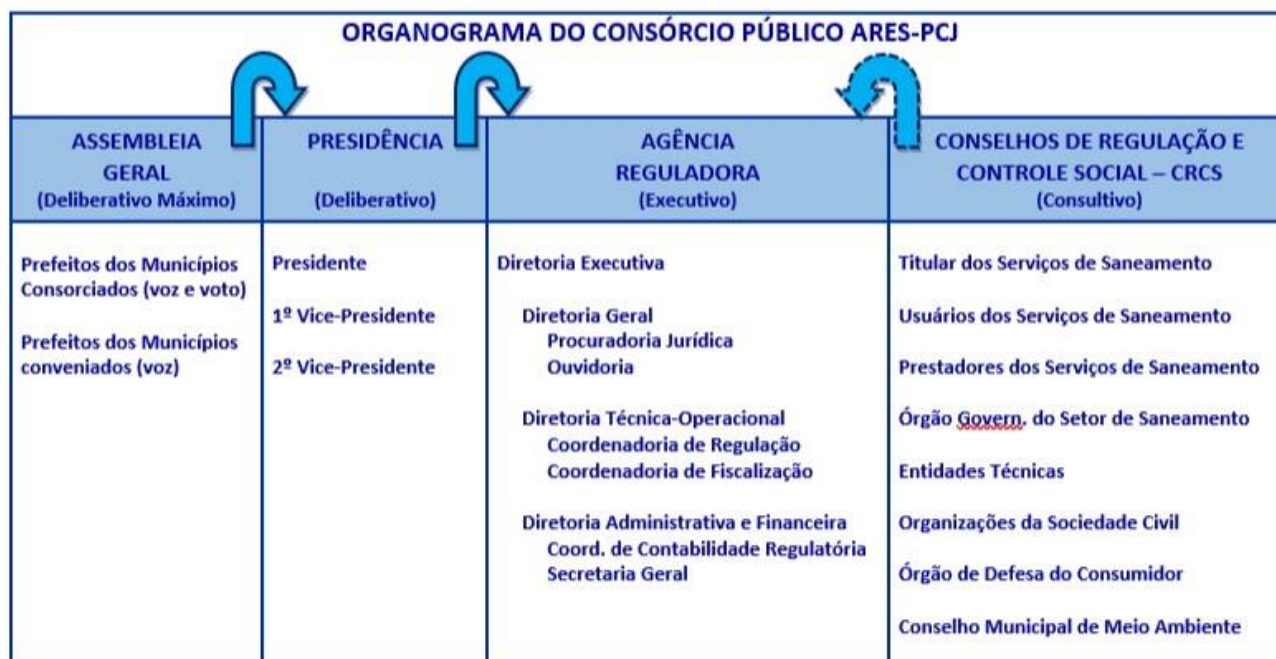 ORGANOGRAMA DO CONSÓRCIO PÚBLICO ARES-PCJ
ASSEMBLEIA
GERAL
(Deliberativo Máximo)
Prefeitos dos Municípios
Consorciados (voz e voto)
Prefeitos dos Municípios
conveniados (voz)
PRESIDÊNCIA
(Deliberativo)
Presidente
1º Vice-Presidente
2º Vice-Presidente
AGÊNCIA
REGULADORA
(Executivo)
Diretoria Executiva
Diretoria Geral
Procuradoria Jurídica
Ouvidoria
Diretoria Técnica-Operacional
Coordenadoria de Regulação
Coordenadoria de Fiscalização
Diretoria Administrativa e Financeira
Coord. de Contabilidade Regulatória
Secretaria Geral
CONSELHOS DE REGULAÇÃO E
CONTROLE SOCIAL – CRCS
(Consultivo)
Titular dos Serviços de Saneamento
Usuários dos Serviços de Saneamento
Prestadores dos Serviços de Saneamento
Órgão Govern. do Setor de Saneamento
Entidades Técnicas
Organizações da Sociedade Civil
Órgão de Defesa do Consumidor
Conselho Municipal de Meio Ambiente